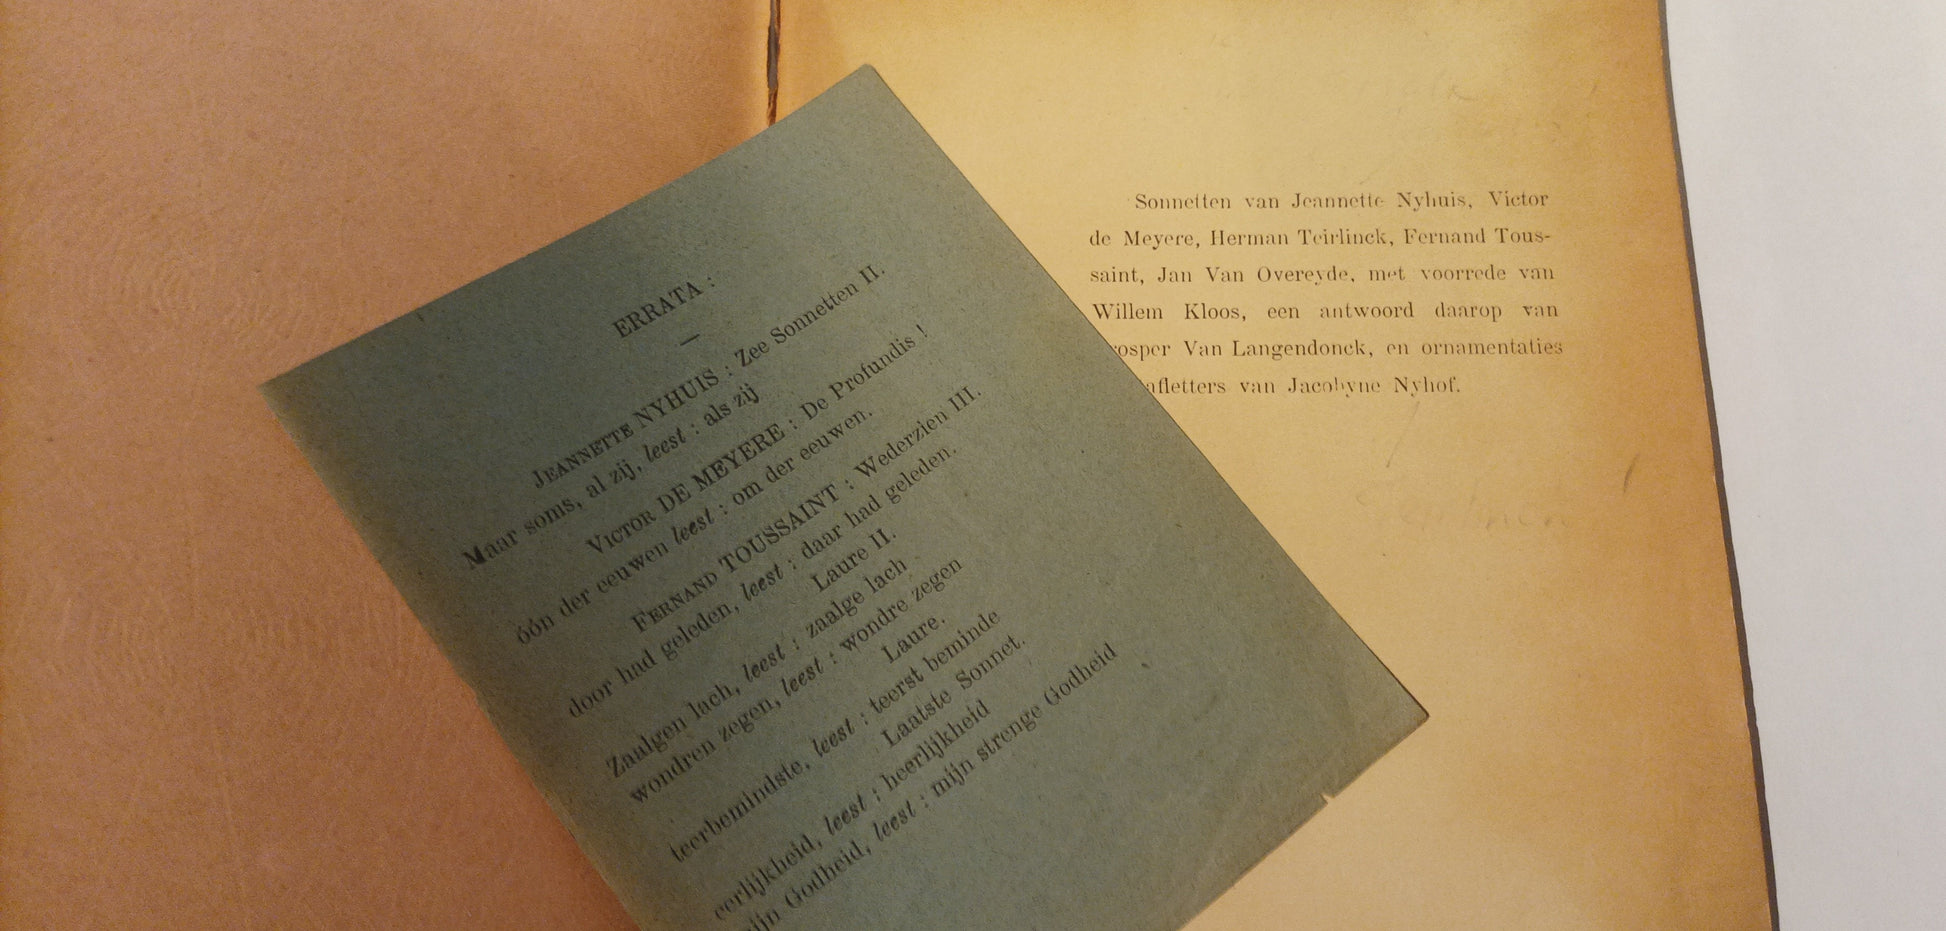 ERRATA :
JEANNETTE NYHUIS : Zee Sonnetten II.
Maar soms, al zij, leest : als zij
VICTOR DE MEYERE : De Profundis !
óón der eeuwen leest : om der eeuwen.
FERNAND TOUSSAINT : Wederzien III.
door had geleden, leest : daar had geleden.
Laure II.
Zaalgen lach, leest : zaalge lach
wondren zegen, leest : wondre zegen
Laure.
teerbemindste, leest : teerst beminde
Laatste Sonnet.
eerlijkheid, leest : heerlijkheid
Godheid, leest : mijn strenge Godheid
Sonnetten van Jeannette Nyhuis, Victor
de Meyere, Herman Teirlinck, Fernand Tous-
saint, Jan Van Overeyde, met voorrede van
Willem Kloos, een antwoord daarop van
rosper Van Langendonck, en ornamentaties
afletters van Jacobyne Nyhof.